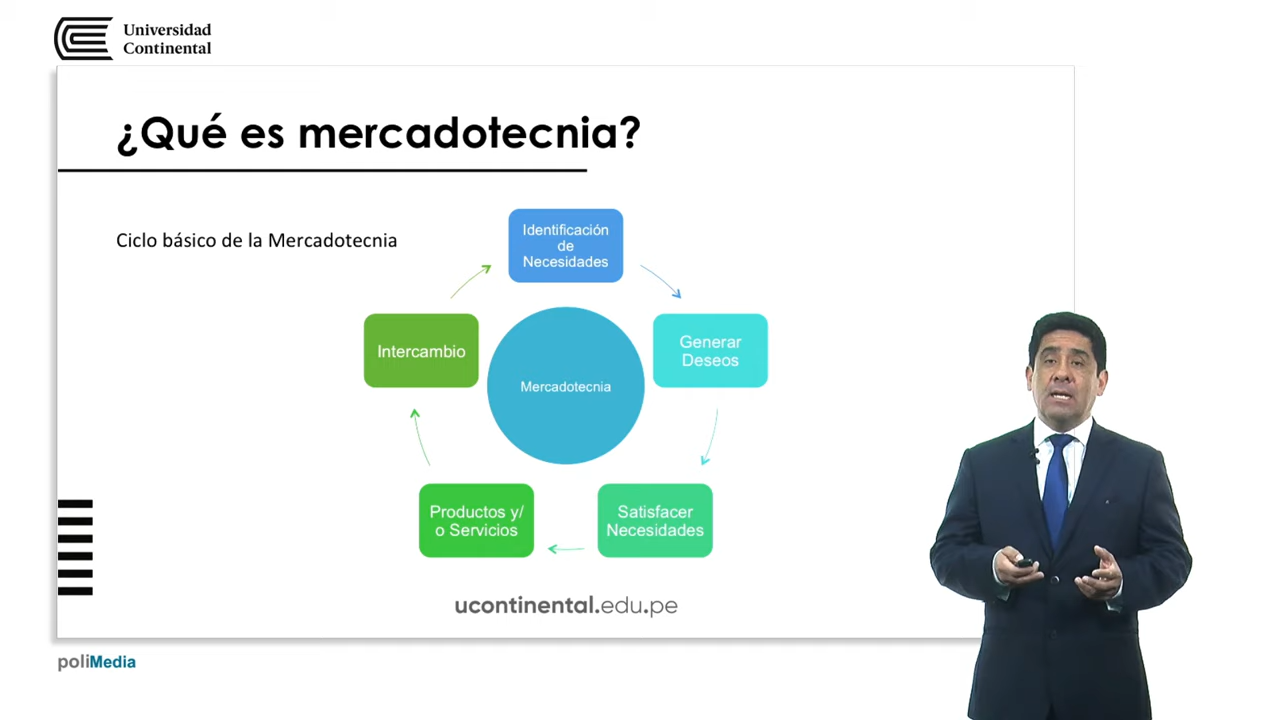 Universidad
Continental
¿Qué es mercadotecnia?
Ciclo básico de la Mercadotecnia
Identificación
de
Necesidades
Generar
Deseos
Satisfacer
Necesidades
Productos y/
o Servicios
Intercambio
Mercadotecnia
ucontinental.edu.pe
poliMedia